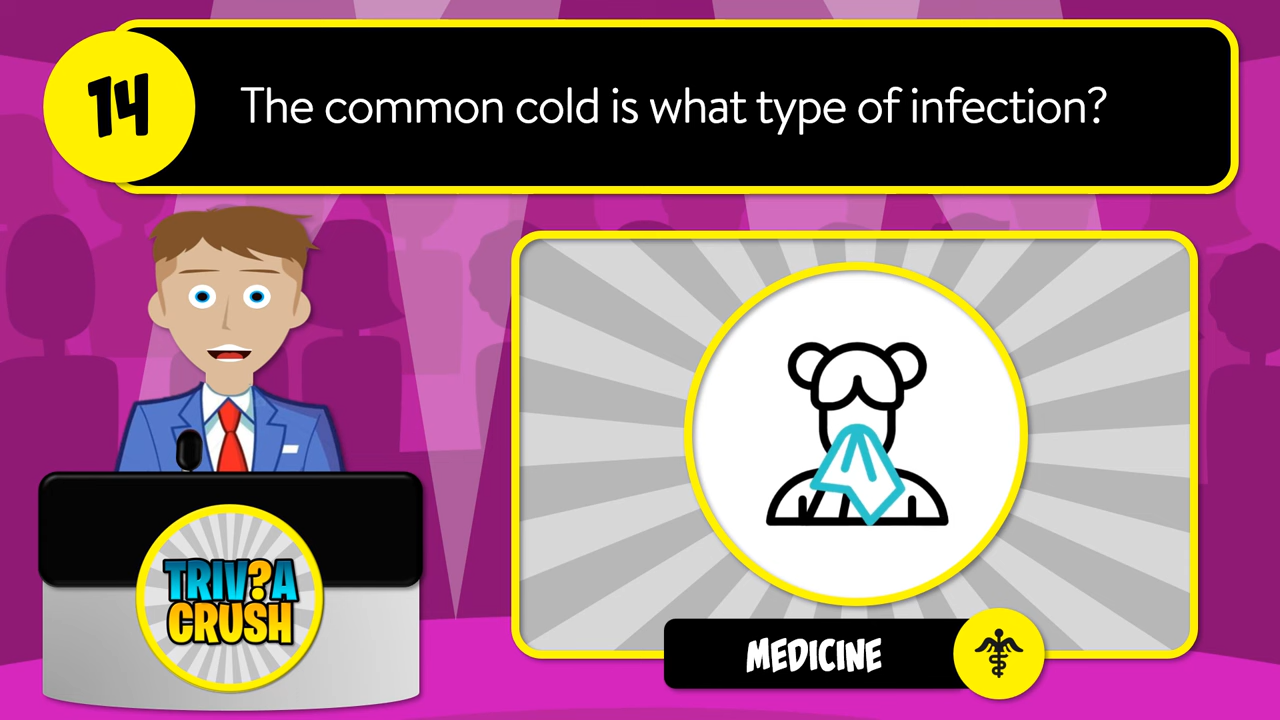 14
The common cold is what type of infection?
TRIV?A
CRUSH
MEDICINE